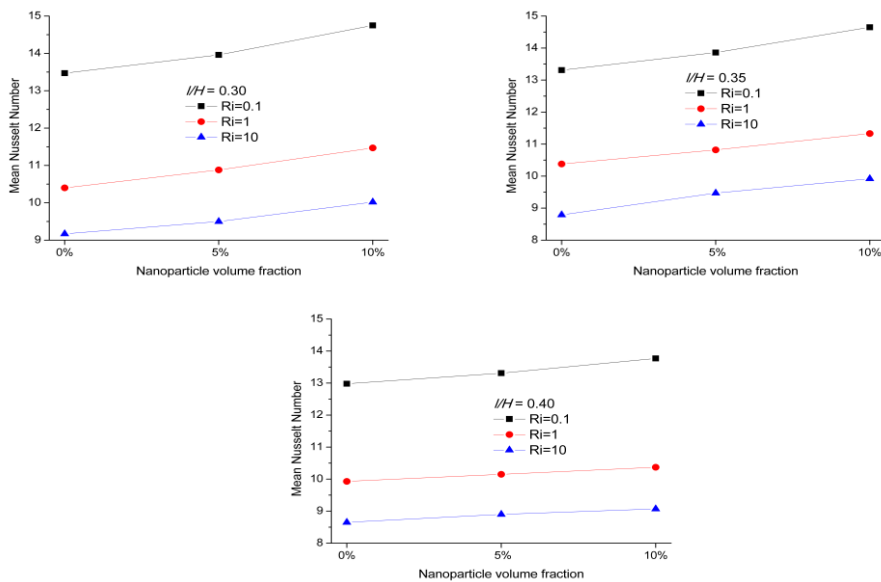 15
14
13
12
11
10
9
Mean Nusselt Number
l/H = 0.30
Ri=0.1
Ri=1
Ri=10
0% 5% 10%
Nanoparticle volume fraction
15
14
13
12
11
10
9
8
Mean Nusselt Number
l/H = 0.35
Ri=0.1
Ri=1
Ri=10
0% 5% 10%
Nanoparticle volume fraction
15
14
13
12
11
10
9
8
Mean Nusselt Number
l/H = 0.40
Ri=0.1
Ri=1
Ri=10
0% 5% 10%
Nanoparticle volume fraction